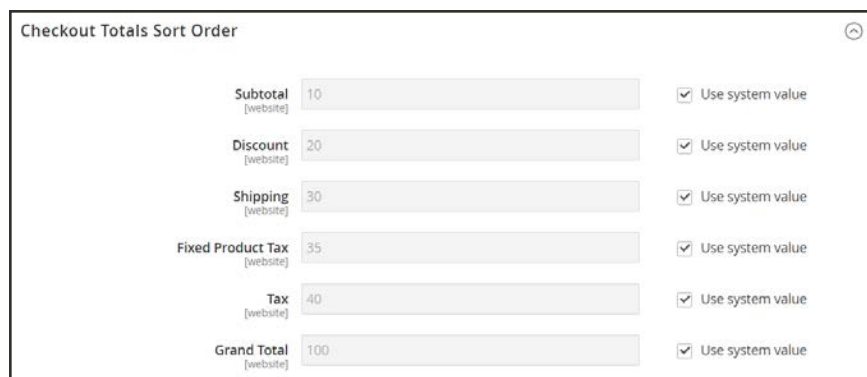 Checkout Totals Sort Order
Subtotal 10 Use system value
[website]
Discount 20 Use system value
[website]
Shipping 30 Use system value
[website]
Fixed Product Tax 35 Use system value
[website]
Tax 40 Use system value
[website]
Grand Total 100 Use system value
[website]